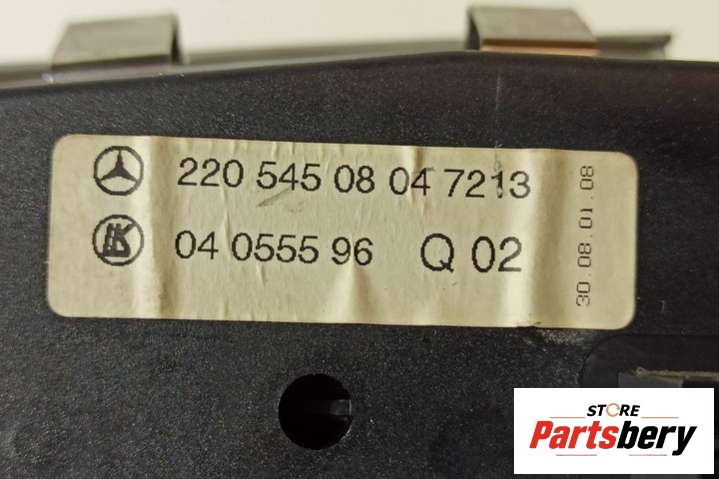 220 545 08 04 7213
04 0555 96 Q 02
30.08.01.08
STORE
Partsbery